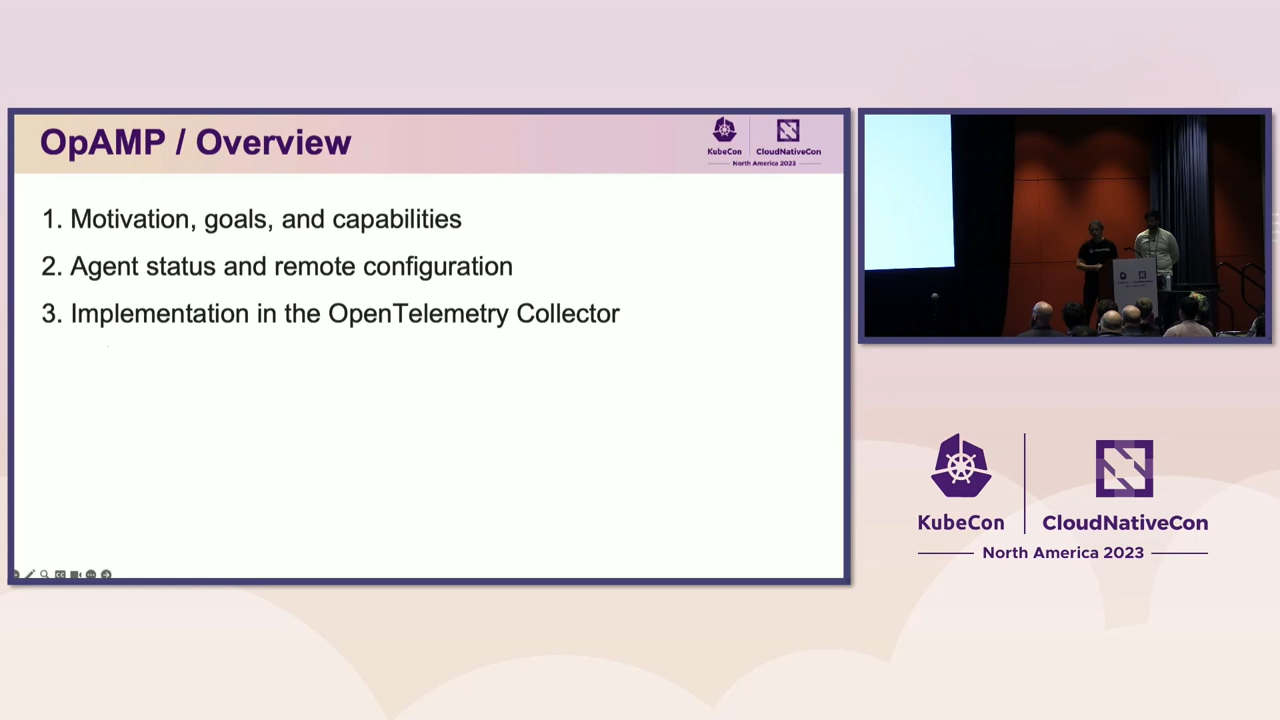 OpAMP / Overview
KubeCon
CloudNativeCon
North America 2023
1. Motivation, goals, and capabilities
2. Agent status and remote configuration
3. Implementation in the OpenTelemetry Collector
KubeCon
CloudNativeCon
North America 2023